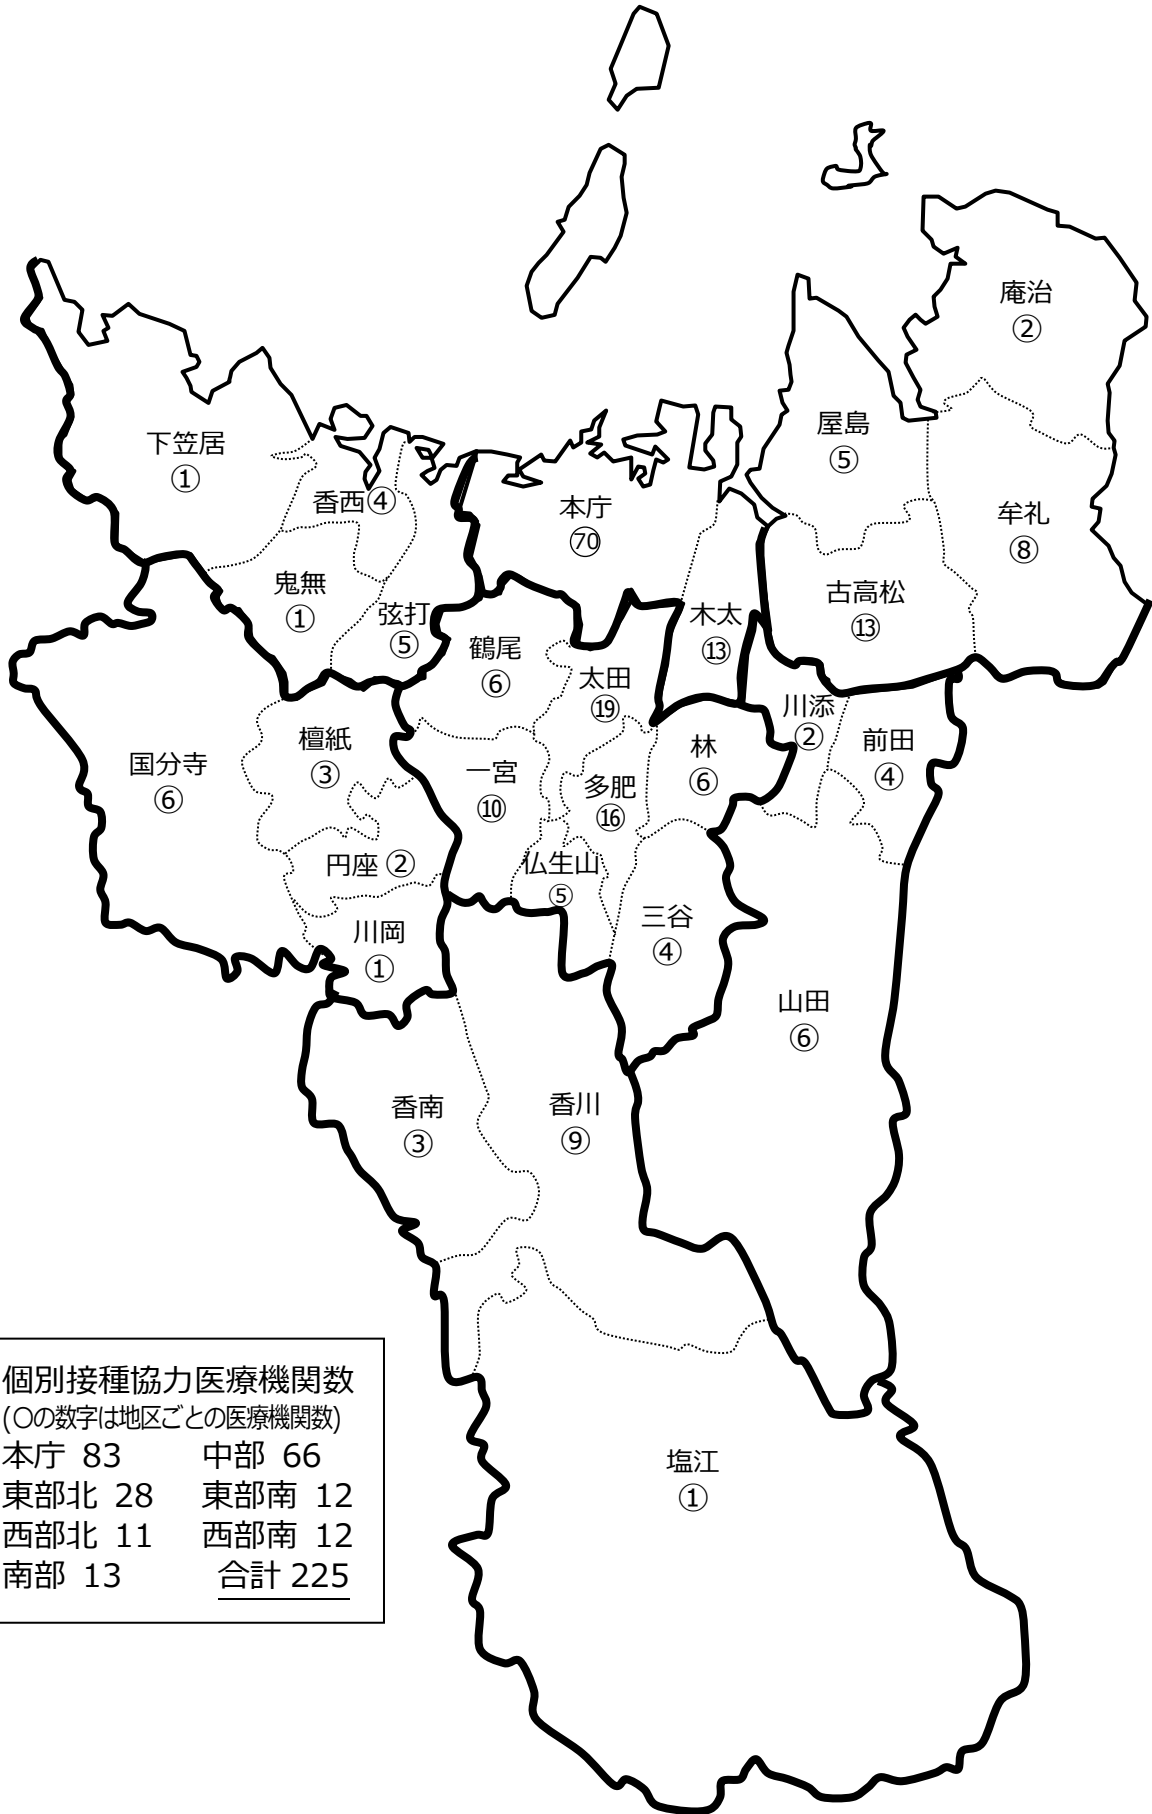 庵治
②
屋島
⑤
下笠居
①
香西④
本庁
⑦⓪
牟礼
⑧
鬼無
①
古高松
⑬
弦打
⑤
木太
⑬
鶴尾
⑥
太田
⑲
川添
②
前田
④
檀紙
③
林
⑥
国分寺
⑥
一宮
⑩
多肥
⑯
円座②
仏生山
⑤
川岡
①
三谷
④
山田
⑥
香南
③
香川
⑨
塩江
①
個別接種協力医療機関数
(〇の数字は地区ごとの医療機関数)
本庁 83 中部 66
東部北 28 東部南 12
西部北 11 西部南 12
南部 13 合計 225